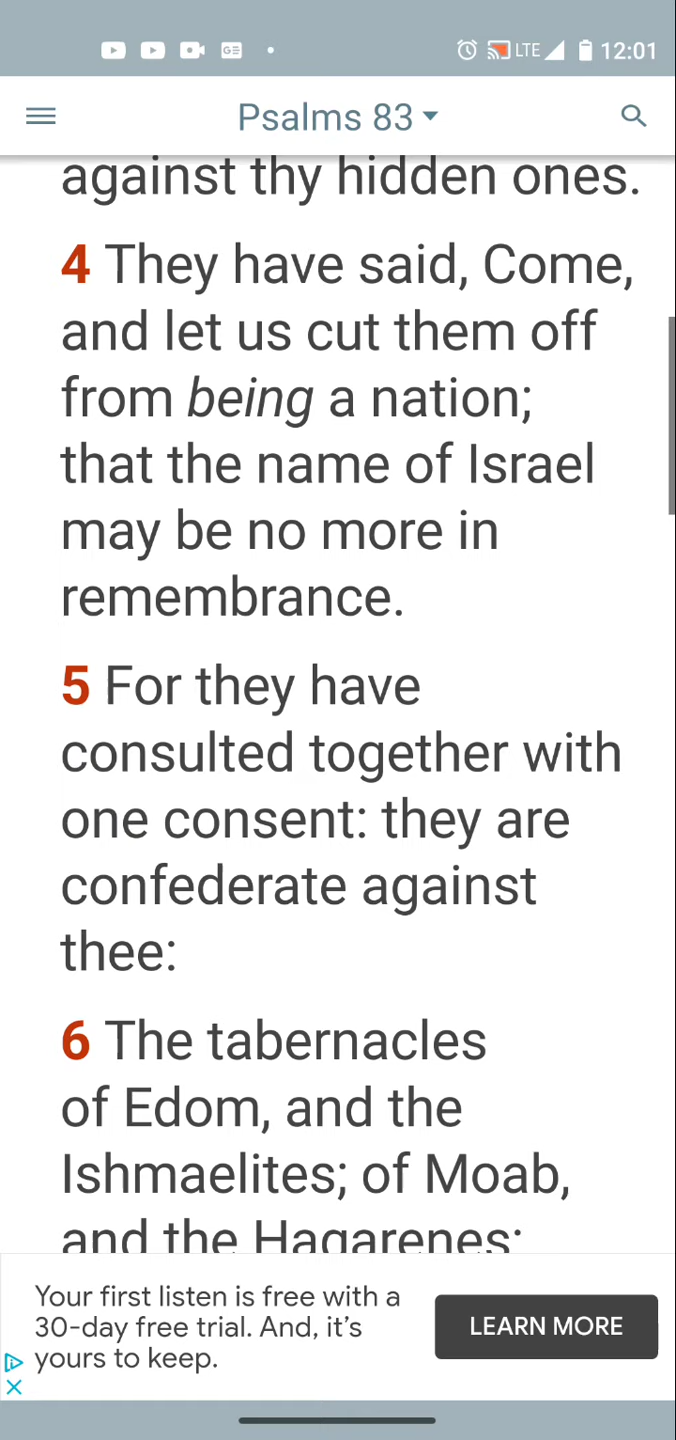 LTE 12:01
Psalms 83
against thy hidden ones.
4 They have said, Come,
and let us cut them off
from being a nation;
that the name of Israel
may be no more in
remembrance.
5 For they have
consulted together with
one consent: they are
confederate against
thee:
6 The tabernacles
of Edom, and the
Ishmaelites; of Moab,
and the Hagarenes;
Your first listen is free with a
30-day free trial. And, it’s
yours to keep.
LEARN MORE